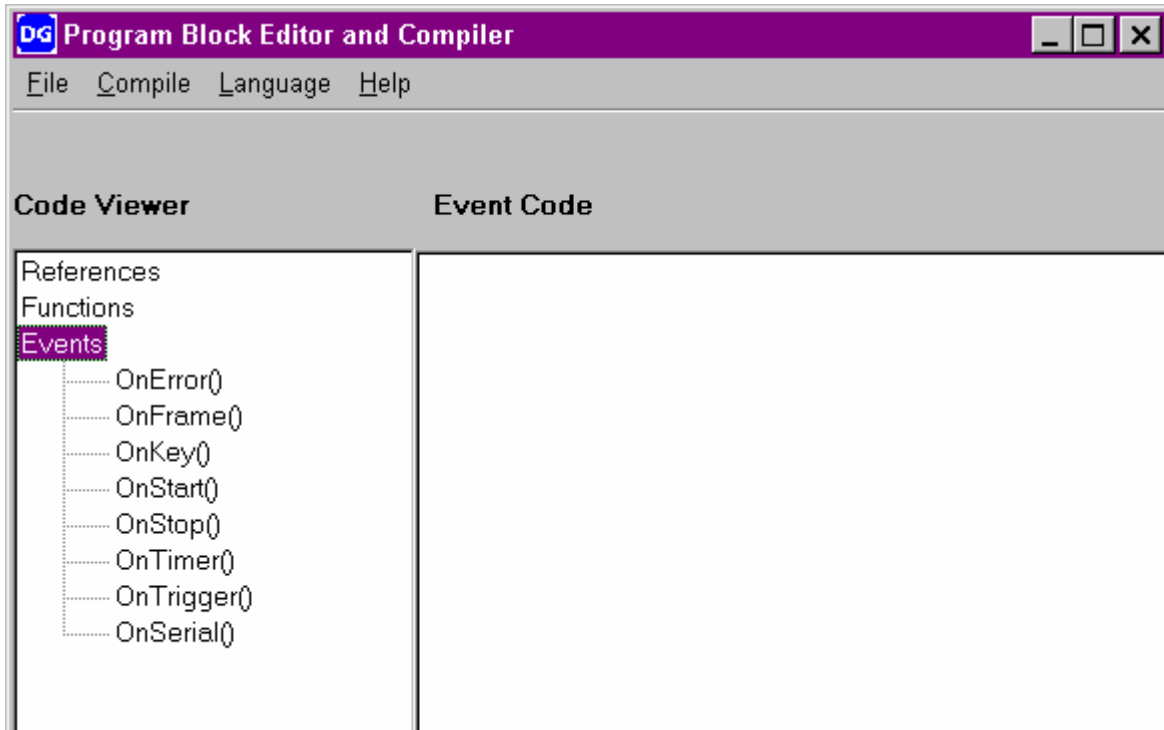 DG Program Block Editor and Compiler
File Compile Language Help
Code Viewer Event Code
References
Functions
Events
OnError()
OnFrame()
OnKey()
OnStart()
OnStop()
OnTimer()
OnTrigger()
OnSerial()